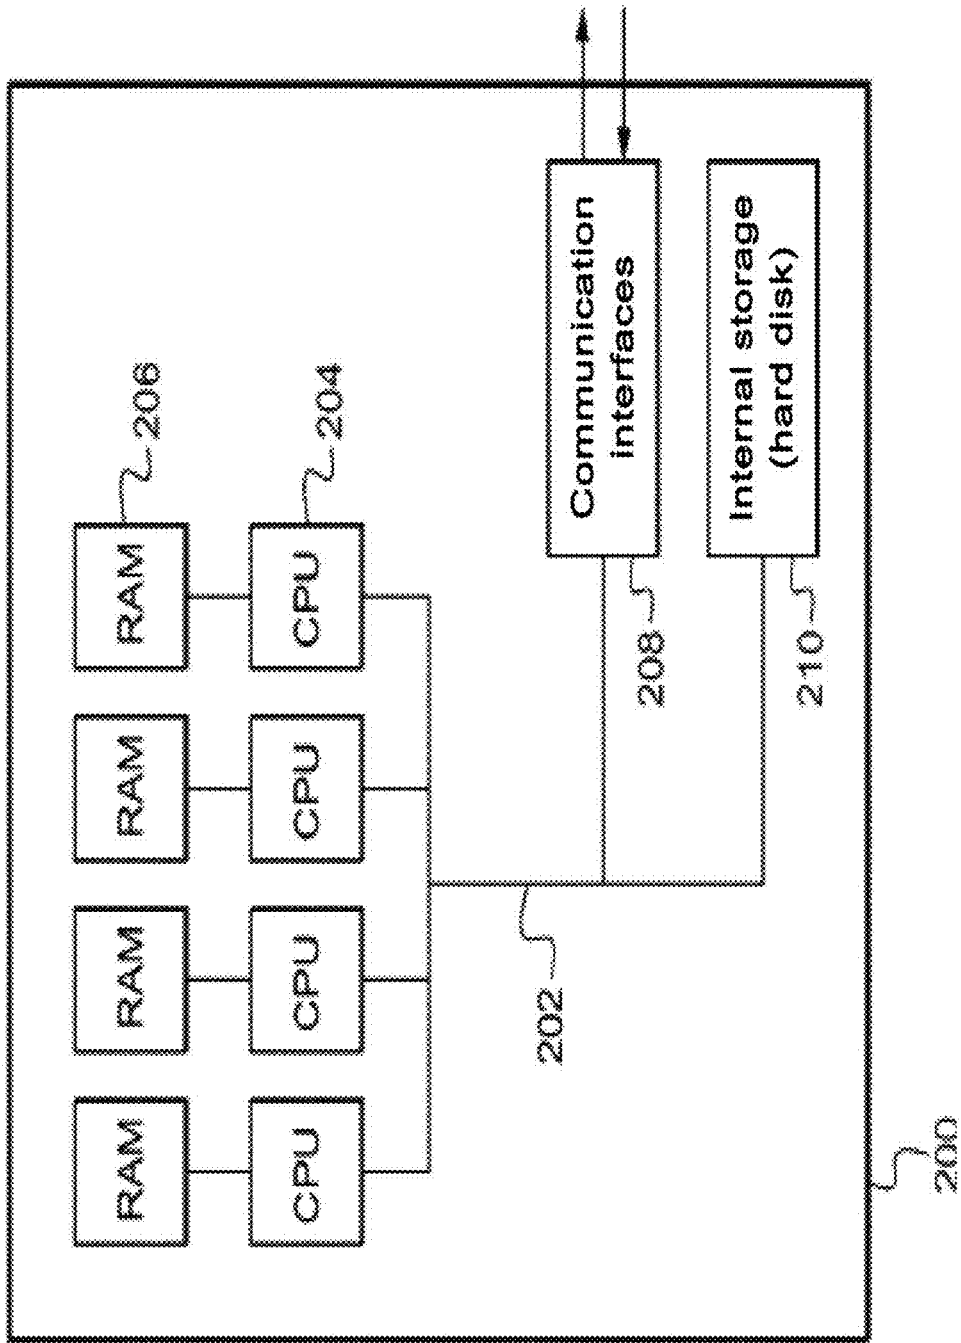 RAM
RAM
RAM
RAM
206
CPU
CPU
CPU
CPU
204
202
Communication
interfaces
208
Internal storage
(hard disk)
210
200